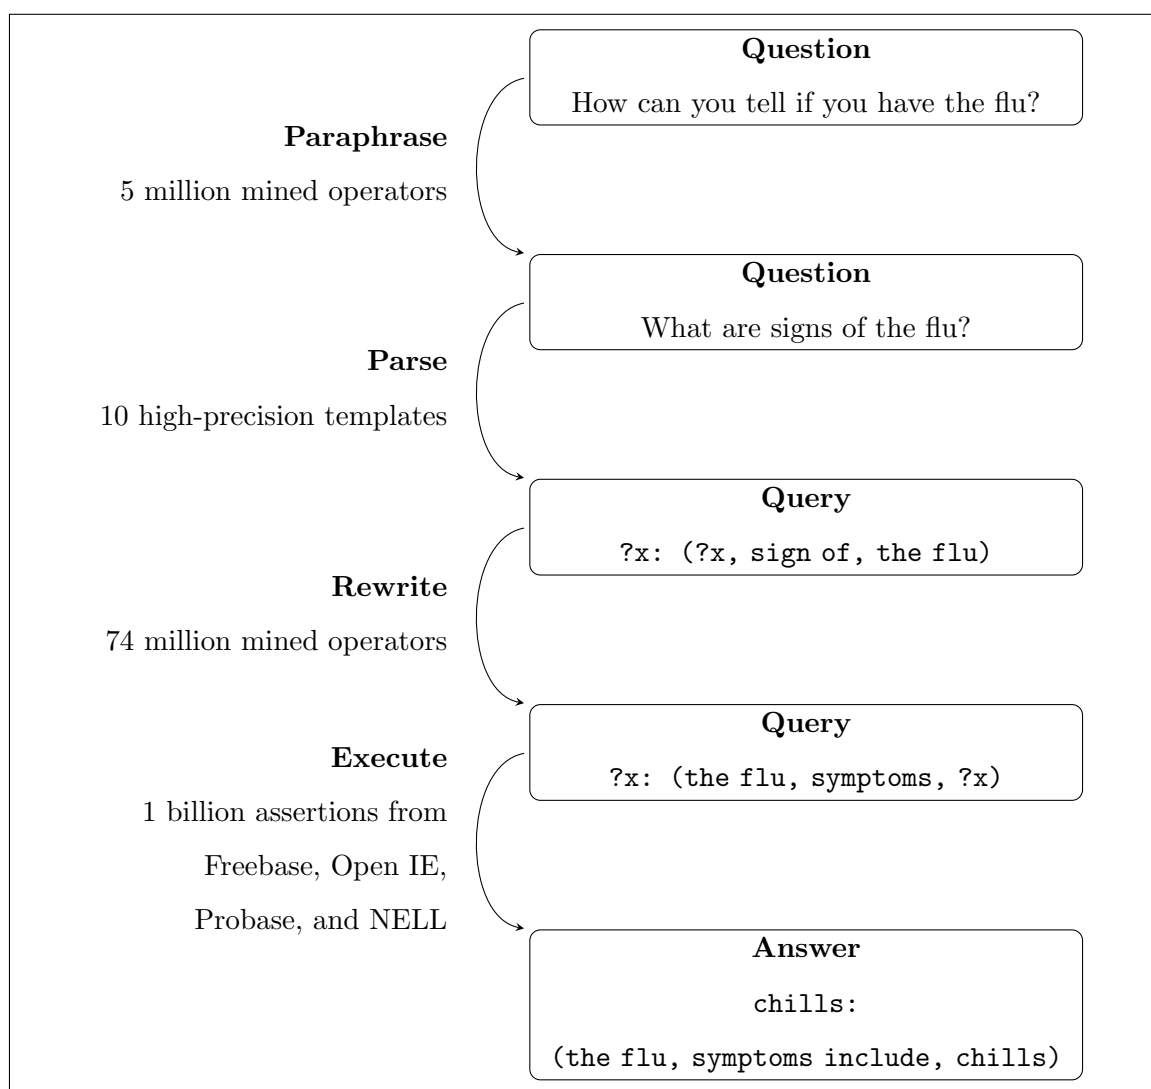 Question
How can you tell if you have the flu?
Paraphrase
5 million mined operators
Question
What are signs of the flu?
Parse
10 high-precision templates
Query
?x: (?x, sign of, the flu)
Rewrite
74 million mined operators
Query
?x: (the flu, symptoms, ?x)
Execute
1 billion assertions from
Freebase, Open IE,
Probase, and NELL
Answer
chills:
(the flu, symptoms include, chills)